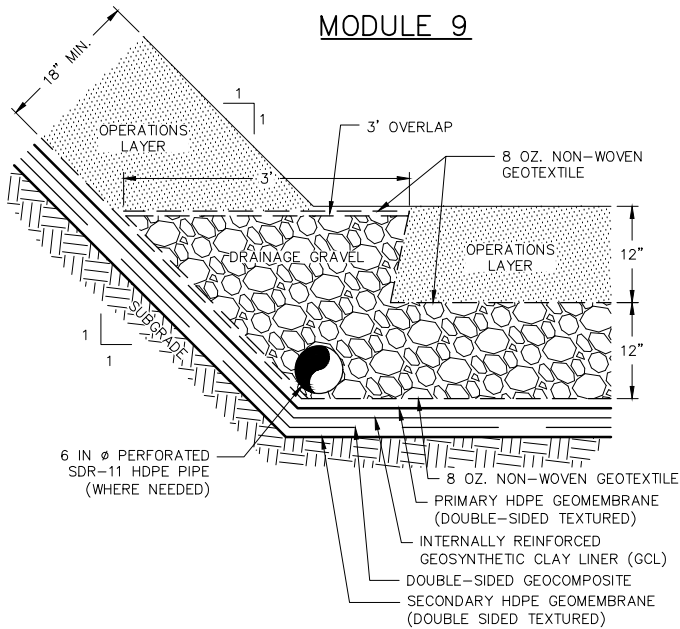 MODULE 9
18" MIN.
1
1
OPERATIONS
LAYER
3' OVERLAP
8 OZ. NON-WOVEN
GEOTEXTILE
3'
DRAINAGE GRAVEL
OPERATIONS
LAYER
12"
12"
SUBGRADE
1
1
6 IN ø PERFORATED
SDR-11 HDPE PIPE
(WHERE NEEDED)
8 OZ. NON-WOVEN GEOTEXTILE
PRIMARY HDPE GEOMEMBRANE
(DOUBLE-SIDED TEXTURED)
INTERNALLY REINFORCED
GEOSYNTHETIC CLAY LINER (GCL)
DOUBLE-SIDED GEOCOMPOSITE
SECONDARY HDPE GEOMEMBRANE
(DOUBLE SIDED TEXTURED)